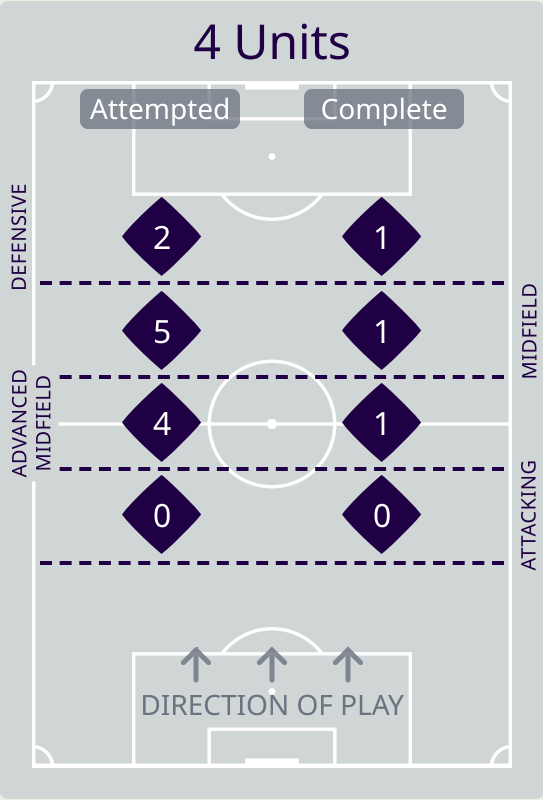 4 Units
Attempted Complete
DEFENSIVE
2 1
MIDFIELD
5 1
ADVANCED
MIDFIELD
4 1
ATTACKING
0 0
DIRECTION OF PLAY